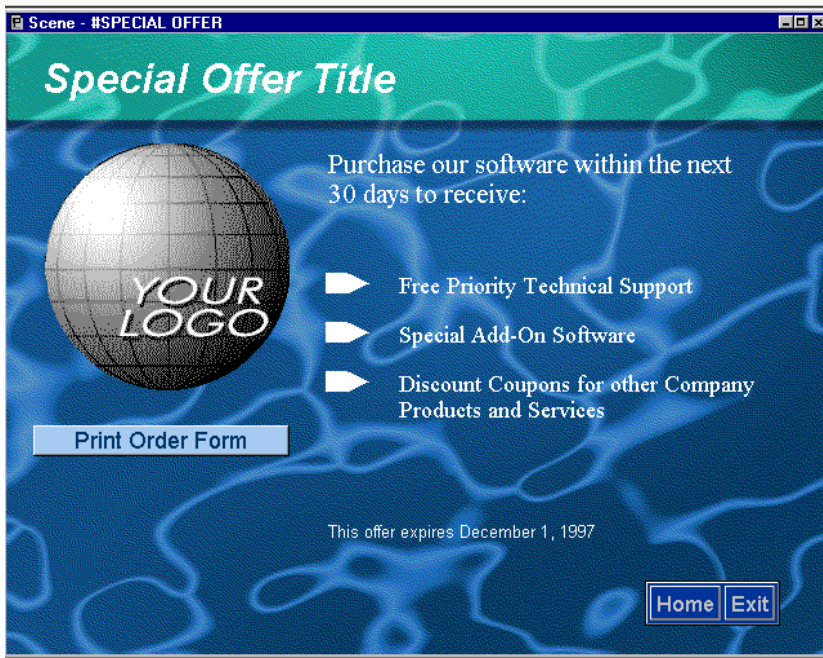 Scene - #SPECIAL OFFER
Special Offer Title
Purchase our software within the next
30 days to receive:
YOUR
LOGO
Free Priority Technical Support
Special Add-On Software
Discount Coupons for other Company
Products and Services
Print Order Form
This offer expires December 1, 1997
Home Exit